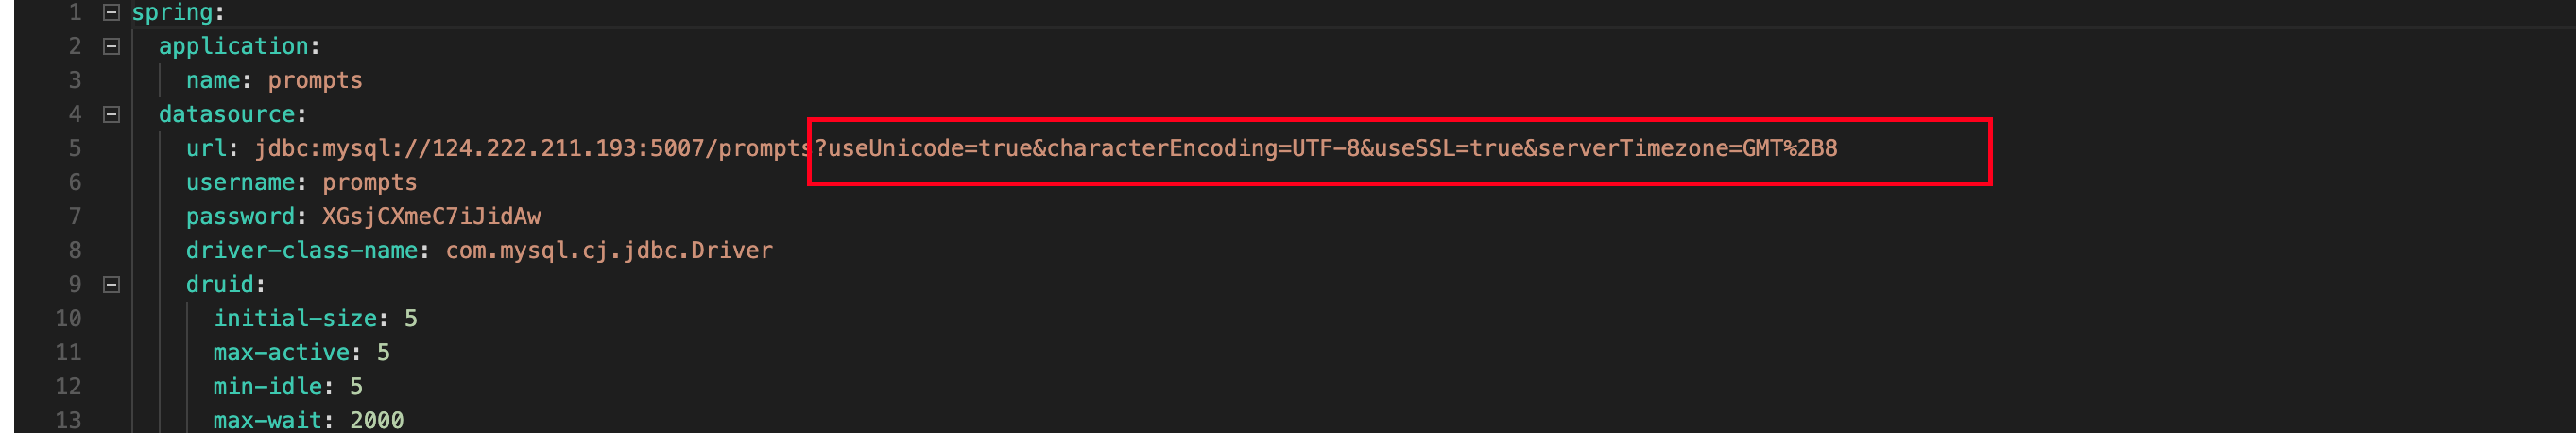 1 spring:
2 application:
3 name: prompts
4 datasource:
5 url: jdbc:mysql://124.222.211.193:5007/prompts?useUnicode=true&characterEncoding=UTF-8&useSSL=true&serverTimezone=GMT%2B8
6 username: prompts
7 password: XGsjCXmeC7iJidAw
8 driver-class-name: com.mysql.cj.jdbc.Driver
9 druid:
10 initial-size: 5
11 max-active: 5
12 min-idle: 5
13 max-wait: 2000